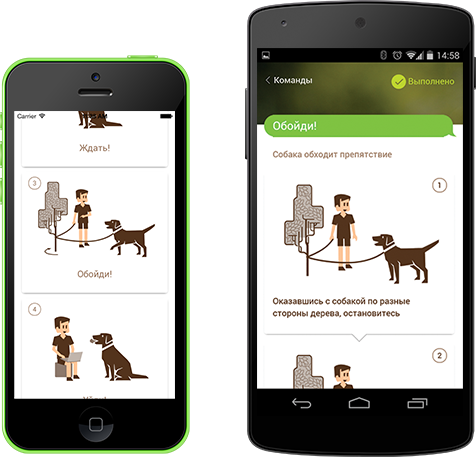 Carrier
Ждать!
3
Обойди!
4
14:58
Команды
Выполнено
Обойди!
Собака обходит препятствие
1
Оказавшись с собакой по разные
стороны дерева, остановитесь
2